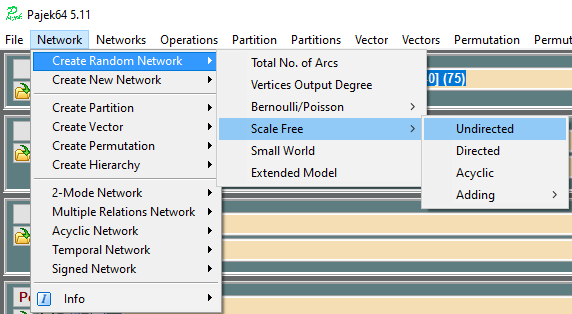 Pajek64 5.11
File Network Networks Operations Partition Partitions Vector Vectors Permutation Permut
Create Random Network
Create New Network
Create Partition
Create Vector
Create Permutation
Create Hierarchy
2-Mode Network
Multiple Relations Network
Acyclic Network
Temporal Network
Signed Network
Info
Total No. of Arcs
Vertices Output Degree
Bernoulli/Poisson
Scale Free
Small World
Extended Model
Undirected
Directed
Acyclic
Adding
0] (75)